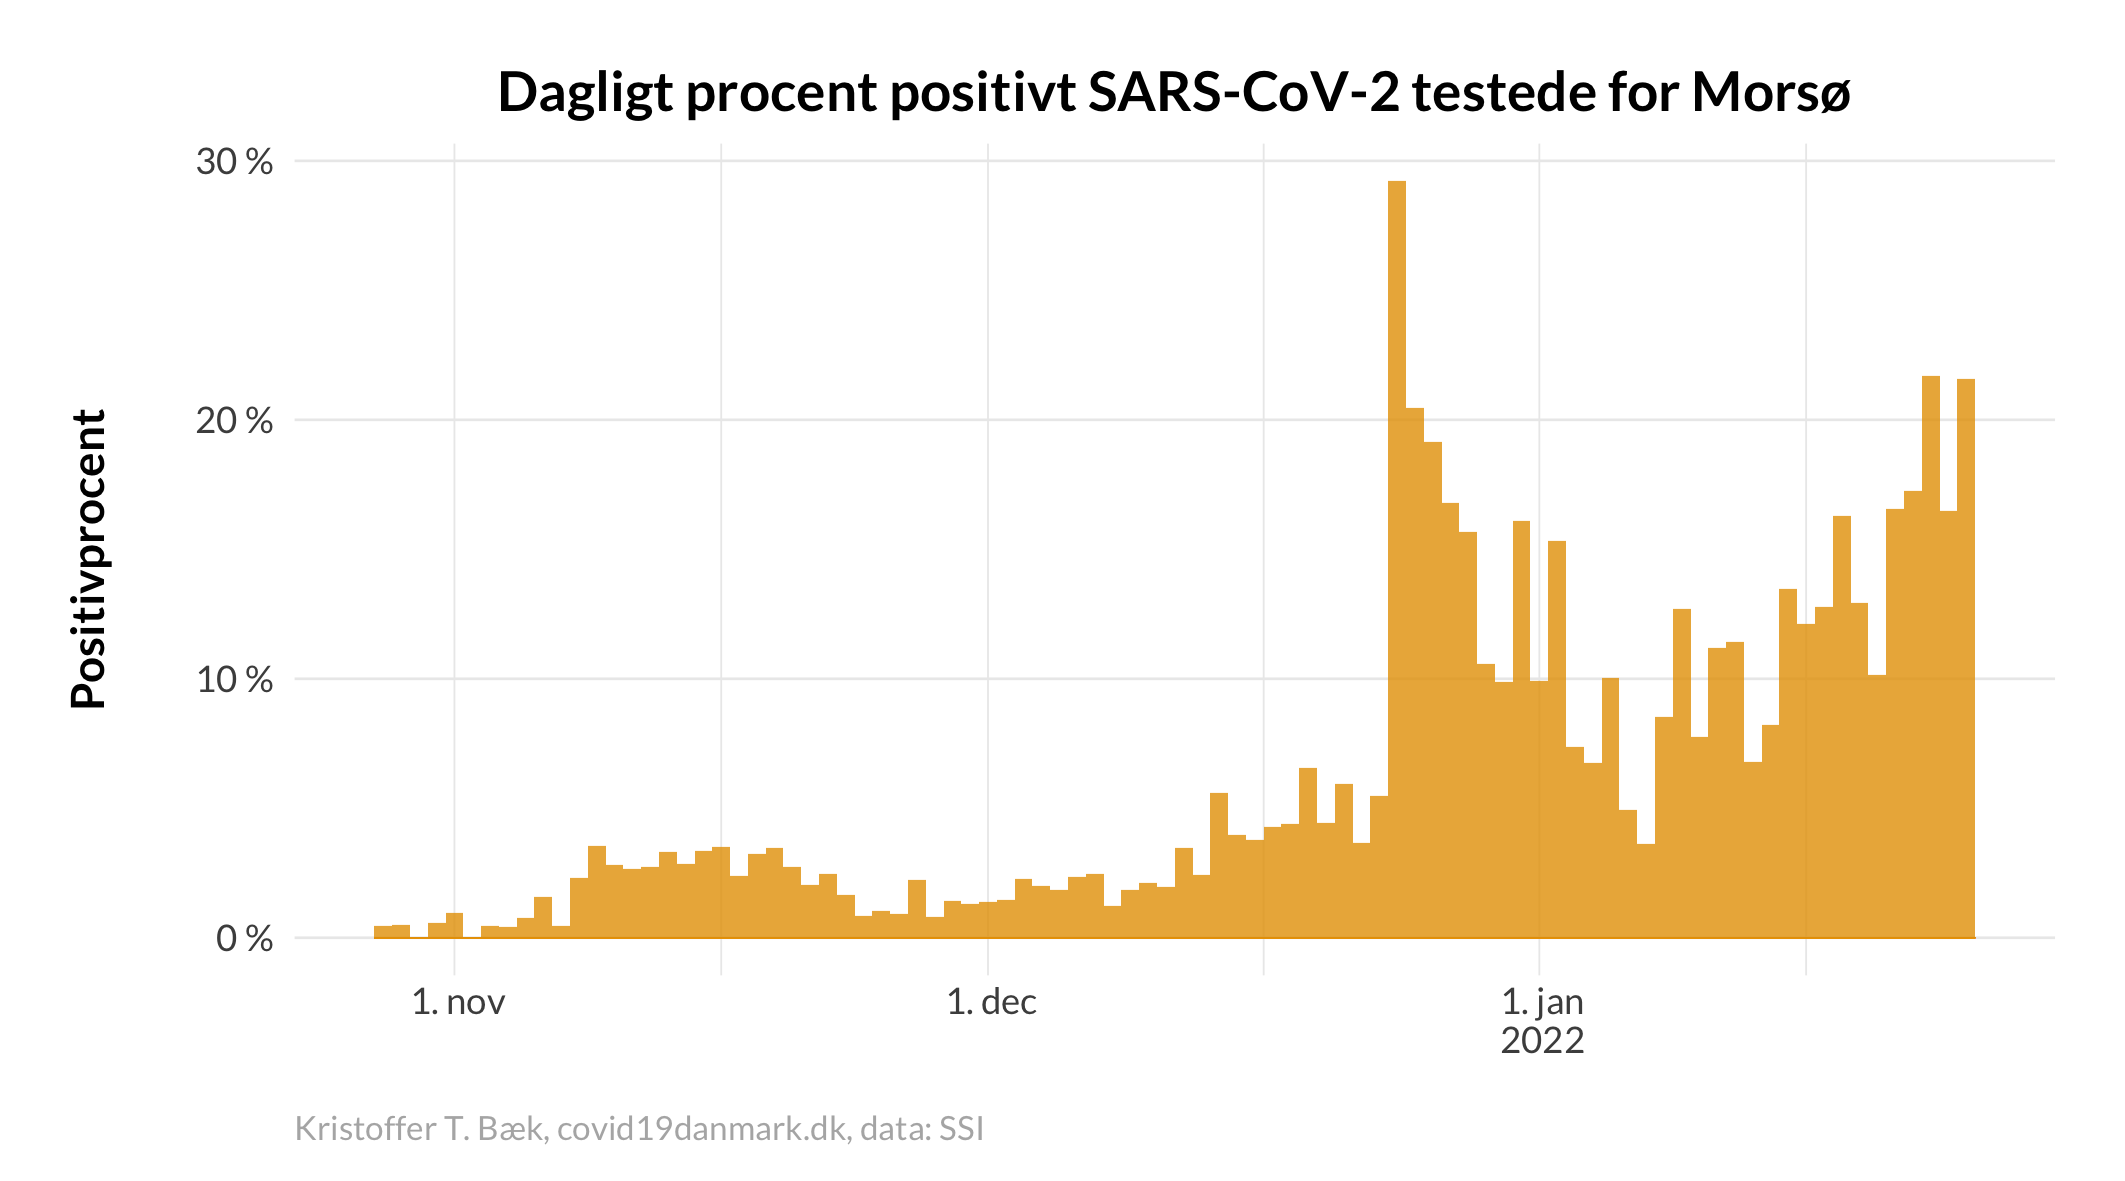 Dagligt procent positivt SARS-CoV-2 testede for Morsø
30 %
20 %
10 %
0 %
Positivprocent
1. nov
1. dec
1. jan
2022
Kristoffer T. Bæk, covid19danmark.dk, data: SSI